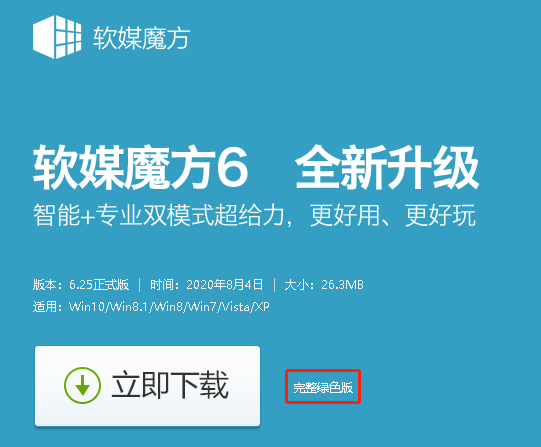 软媒魔方
软媒魔方6 全新升级
智能+专业双模式超给力，更好用、更好玩
版本：6.25正式版 | 时间：2020年8月4日 | 大小：26.3MB
适用：Win10/Win8.1/Win8/Win7/Vista/XP
立即下载
完整绿色版